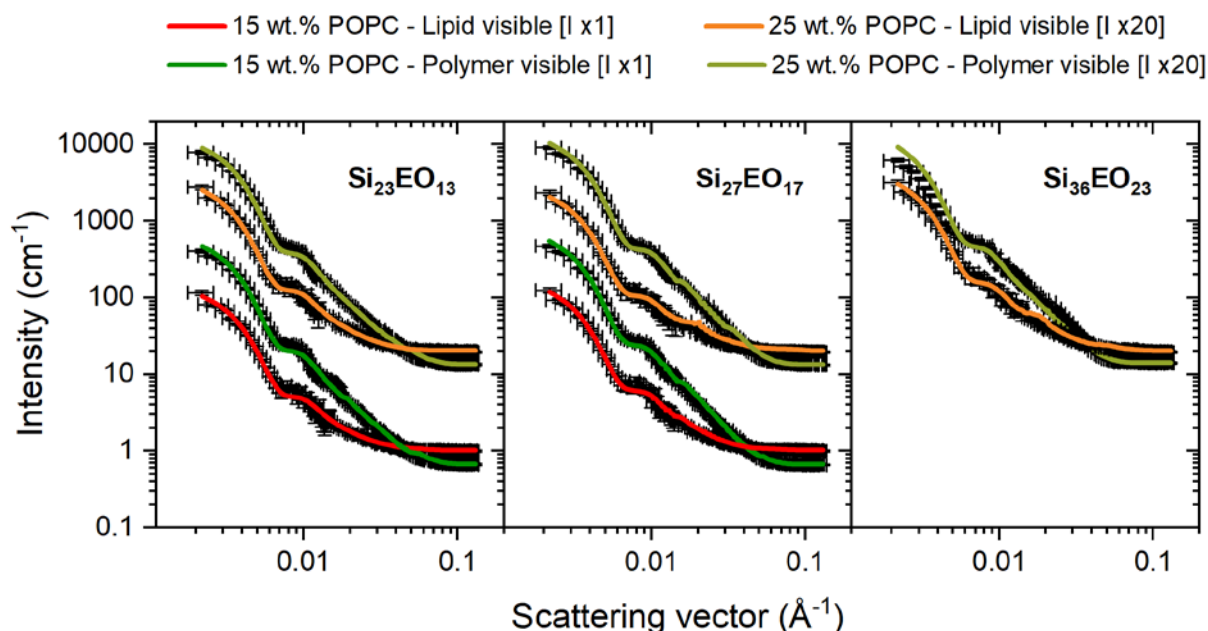 15 wt.% POPC - Lipid visible [I x1]
25 wt.% POPC - Lipid visible [I x20]
15 wt.% POPC - Polymer visible [I x1]
25 wt.% POPC - Polymer visible [I x20]
Si₂₃EO₁₃
Si₂₇EO₁₇
Si₃₆EO₂₃
10000
1000
100
10
1
0.1
Intensity (cm⁻¹)
0.01
0.1
0.01
0.1
0.01
0.1
Scattering vector (Å⁻¹)